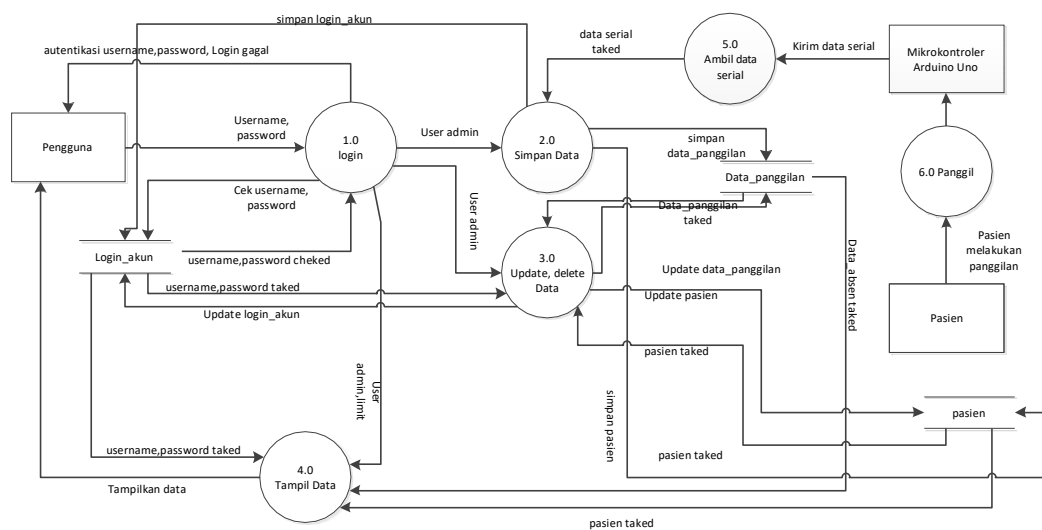 simpan login_akun
autentikasi username,password, Login gagal
data serial
taked
5.0
Ambil data
serial
Kirim data serial
Mikrokontroler
Arduino Uno
Pengguna
Username,
password
1.0
login
User admin
2.0
Simpan Data
simpan
data_panggilan
Data_panggilan
6.0 Panggil
Cek username,
password
User admin
Data_panggilan
taked
Pasien
melakukan
panggilan
Login_akun
username,password cheked
3.0
Update, delete
Data
Update data_panggilan
Data_absen taked
username,password taked
Update pasien
Update login_akun
Pasien
pasien taked
User
admin,limit
simpan pasien
pasien
username,password taked
pasien taked
4.0
Tampil Data
Tampilkan data
pasien taked